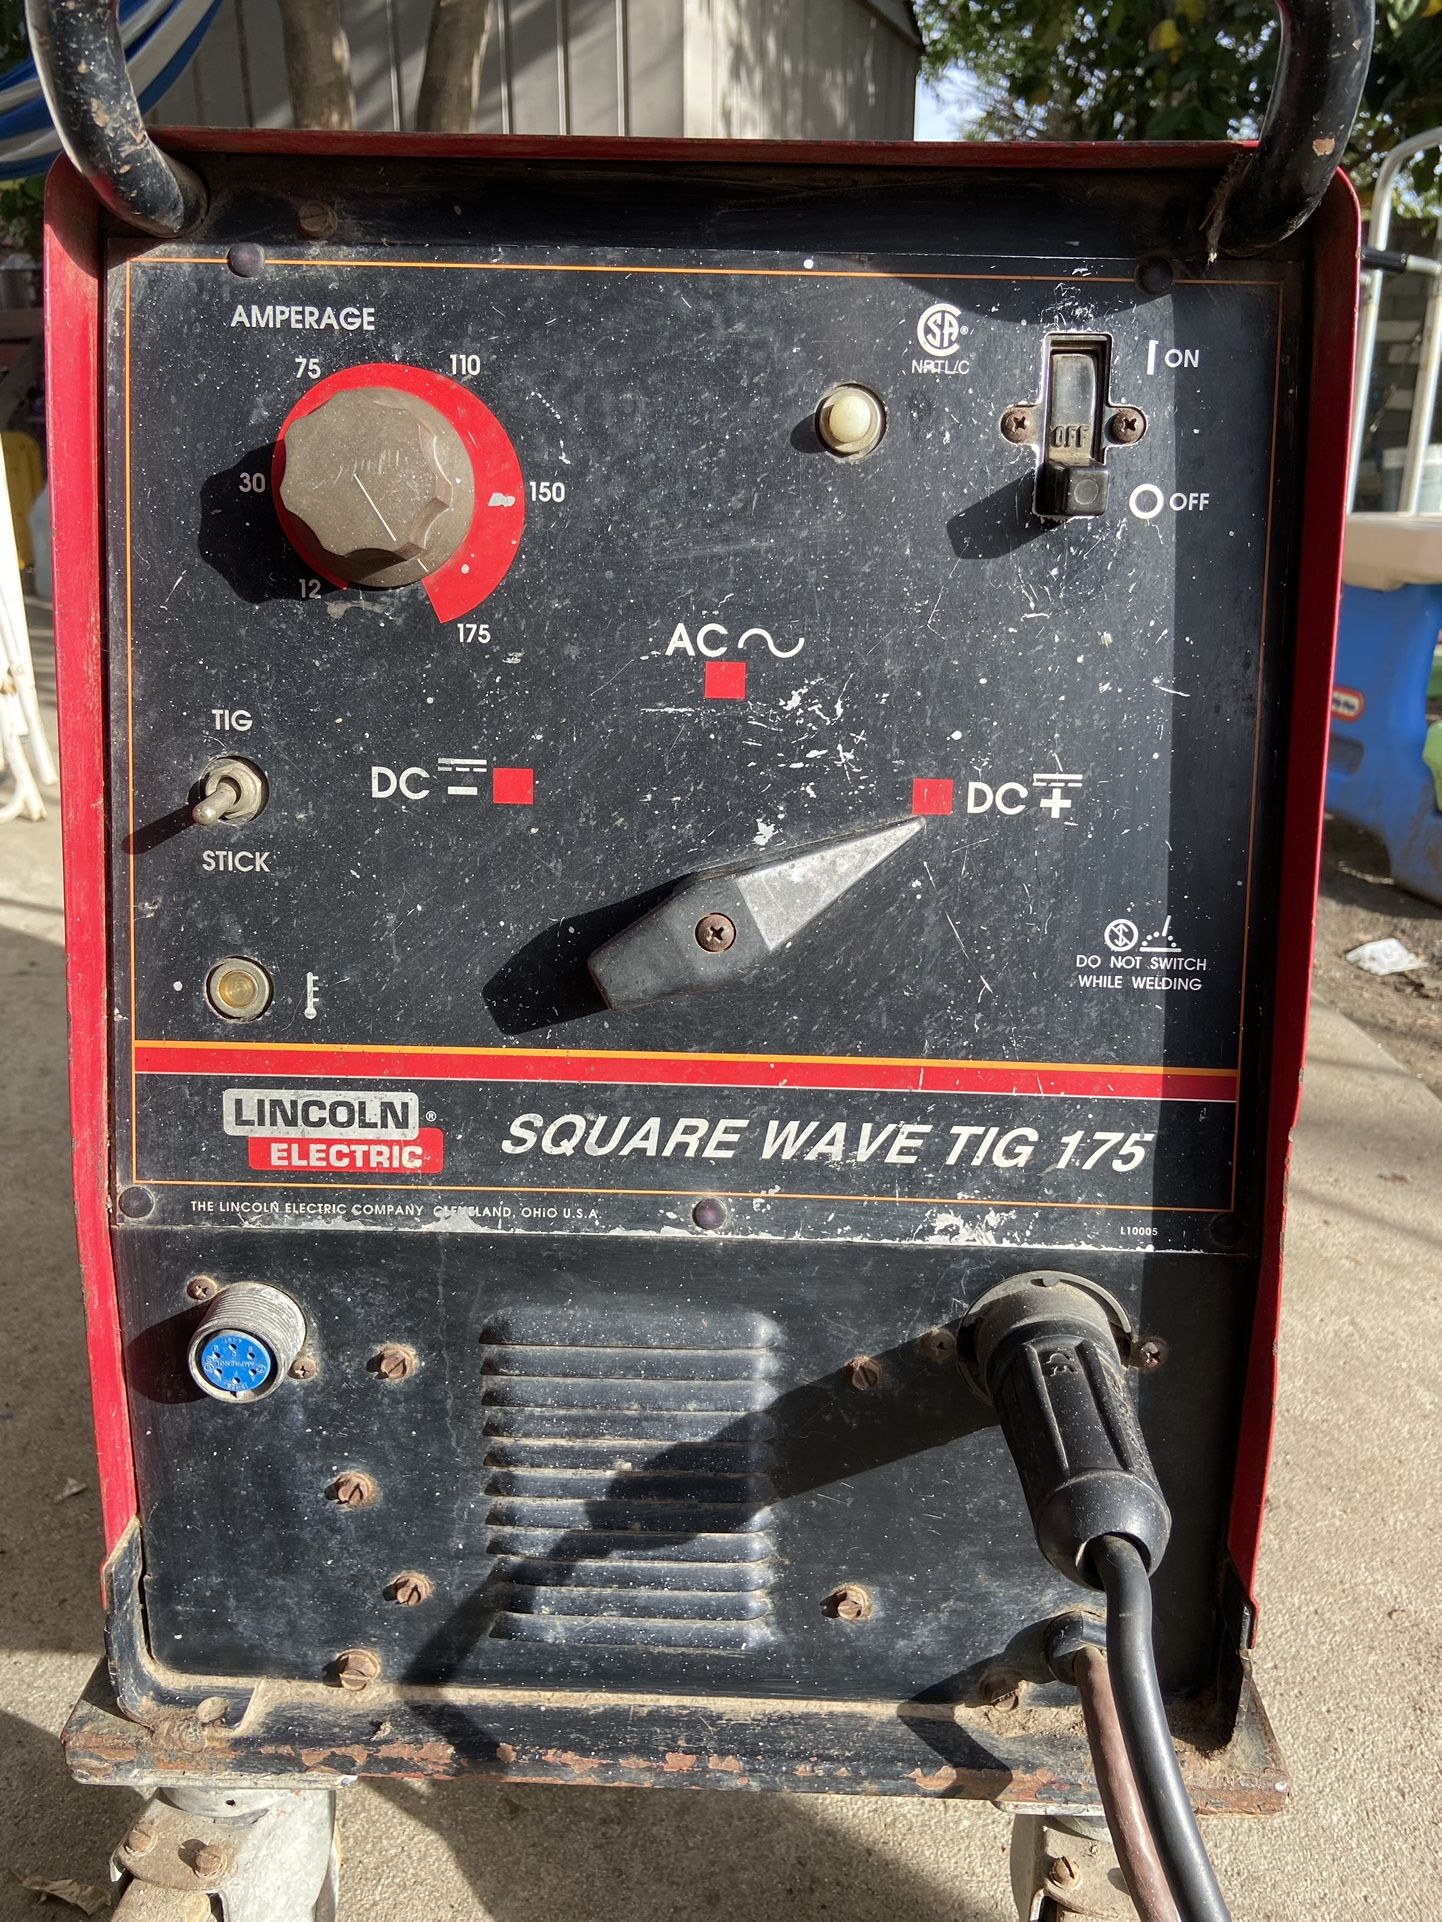 AMPERAGE
75
110
30
150
12
175
NRTL/C
ON
OFF
OFF
AC
TIG
DC
DC
STICK
DO NOT SWITCH
WHILE WELDING
LINCOLN ®
ELECTRIC
SQUARE WAVE TIG 175
THE LINCOLN ELECTRIC COMPANY CLEVELAND, OHIO U.S.A.
L10005
AMPHENOL